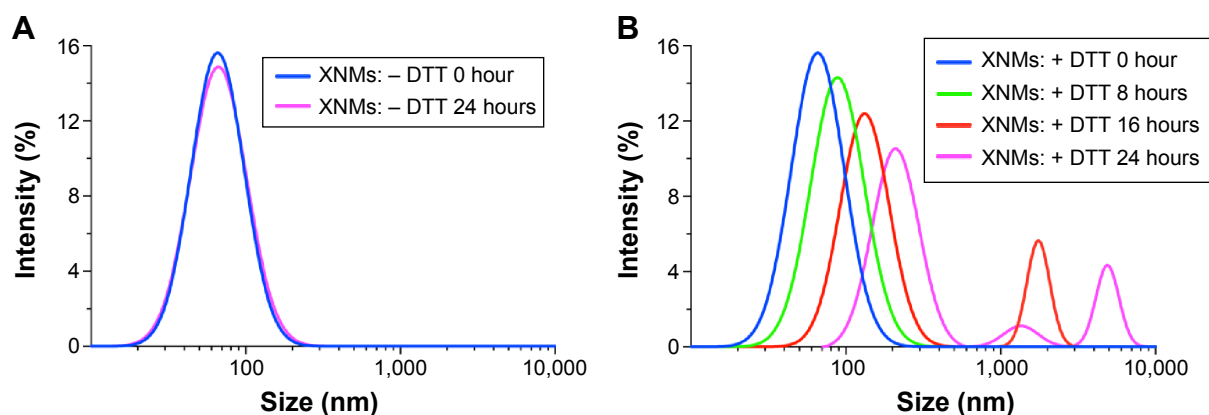 A
B
16
12
8
4
0
Intensity (%)
XNMs: – DTT 0 hour
XNMs: – DTT 24 hours
100
1,000
10,000
Size (nm)
16
12
8
4
0
Intensity (%)
XNMs: + DTT 0 hour
XNMs: + DTT 8 hours
XNMs: + DTT 16 hours
XNMs: + DTT 24 hours
100
1,000
10,000
Size (nm)